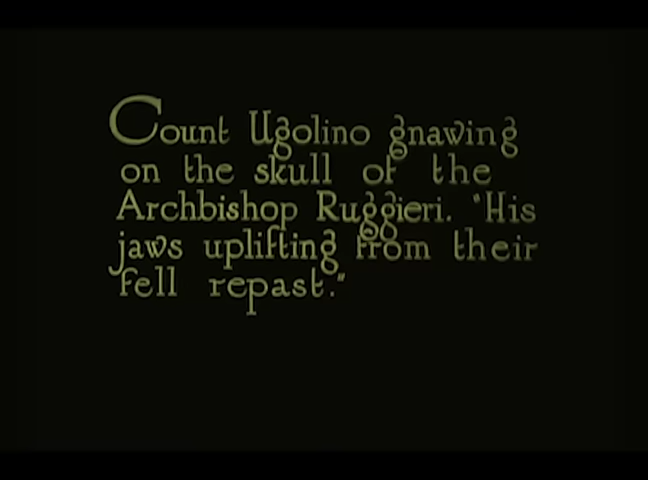 Count Ugolino gnawing
on the skull of the
Archbishop Ruggieri. "His
jaws uplifting from their
fell repast."